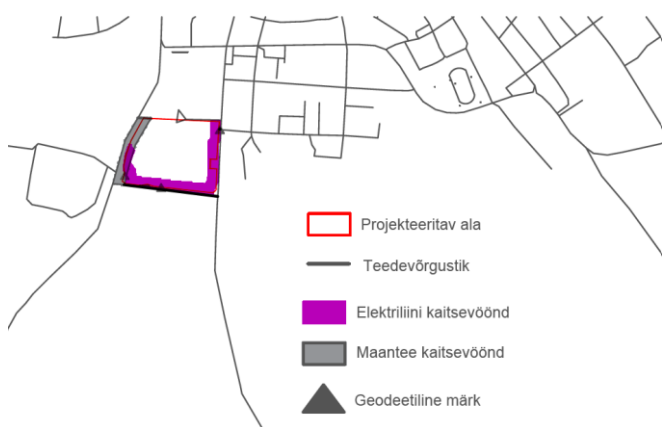 Projekteeritav ala
Teedevõrgustik
Elektriliini kaitsevöönd
Maantee kaitsevöönd
Geodeetiline märk